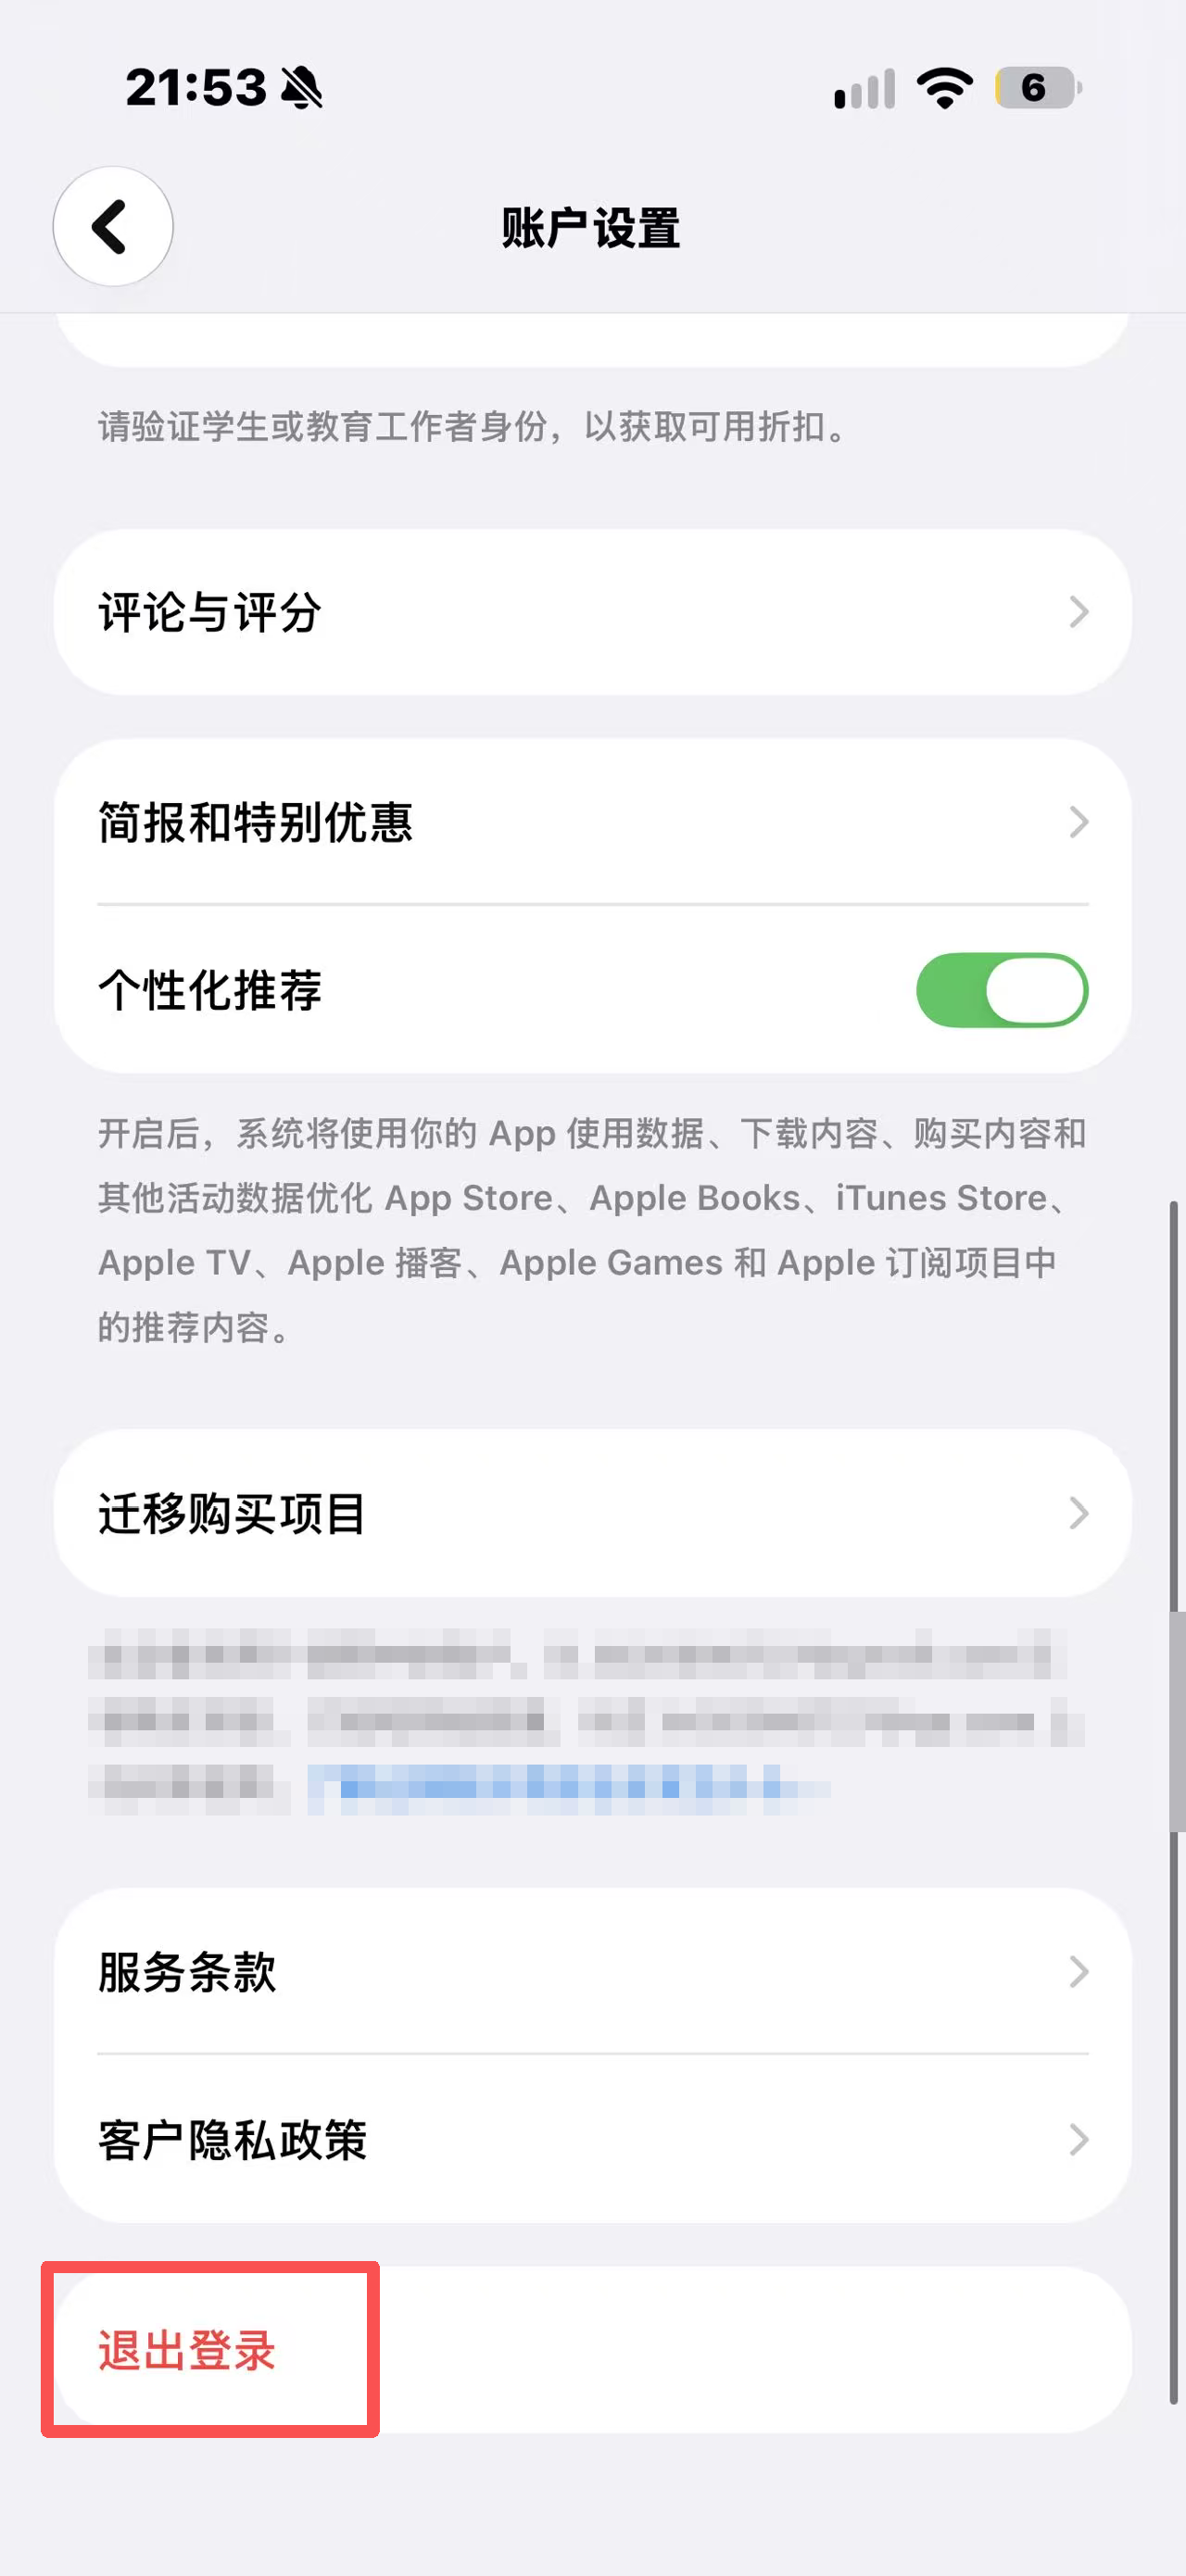 21:53
6
账户设置
请验证学生或教育工作者身份，以获取可用折扣。
评论与评分
简报和特别优惠
个性化推荐
开启后，系统将使用你的 App 使用数据、下载内容、购买内容和
其他活动数据优化 App Store、Apple Books、iTunes Store、
Apple TV、Apple 播客、Apple Games 和 Apple 订阅项目中
的推荐内容。
迁移购买项目
服务条款
客户隐私政策
退出登录